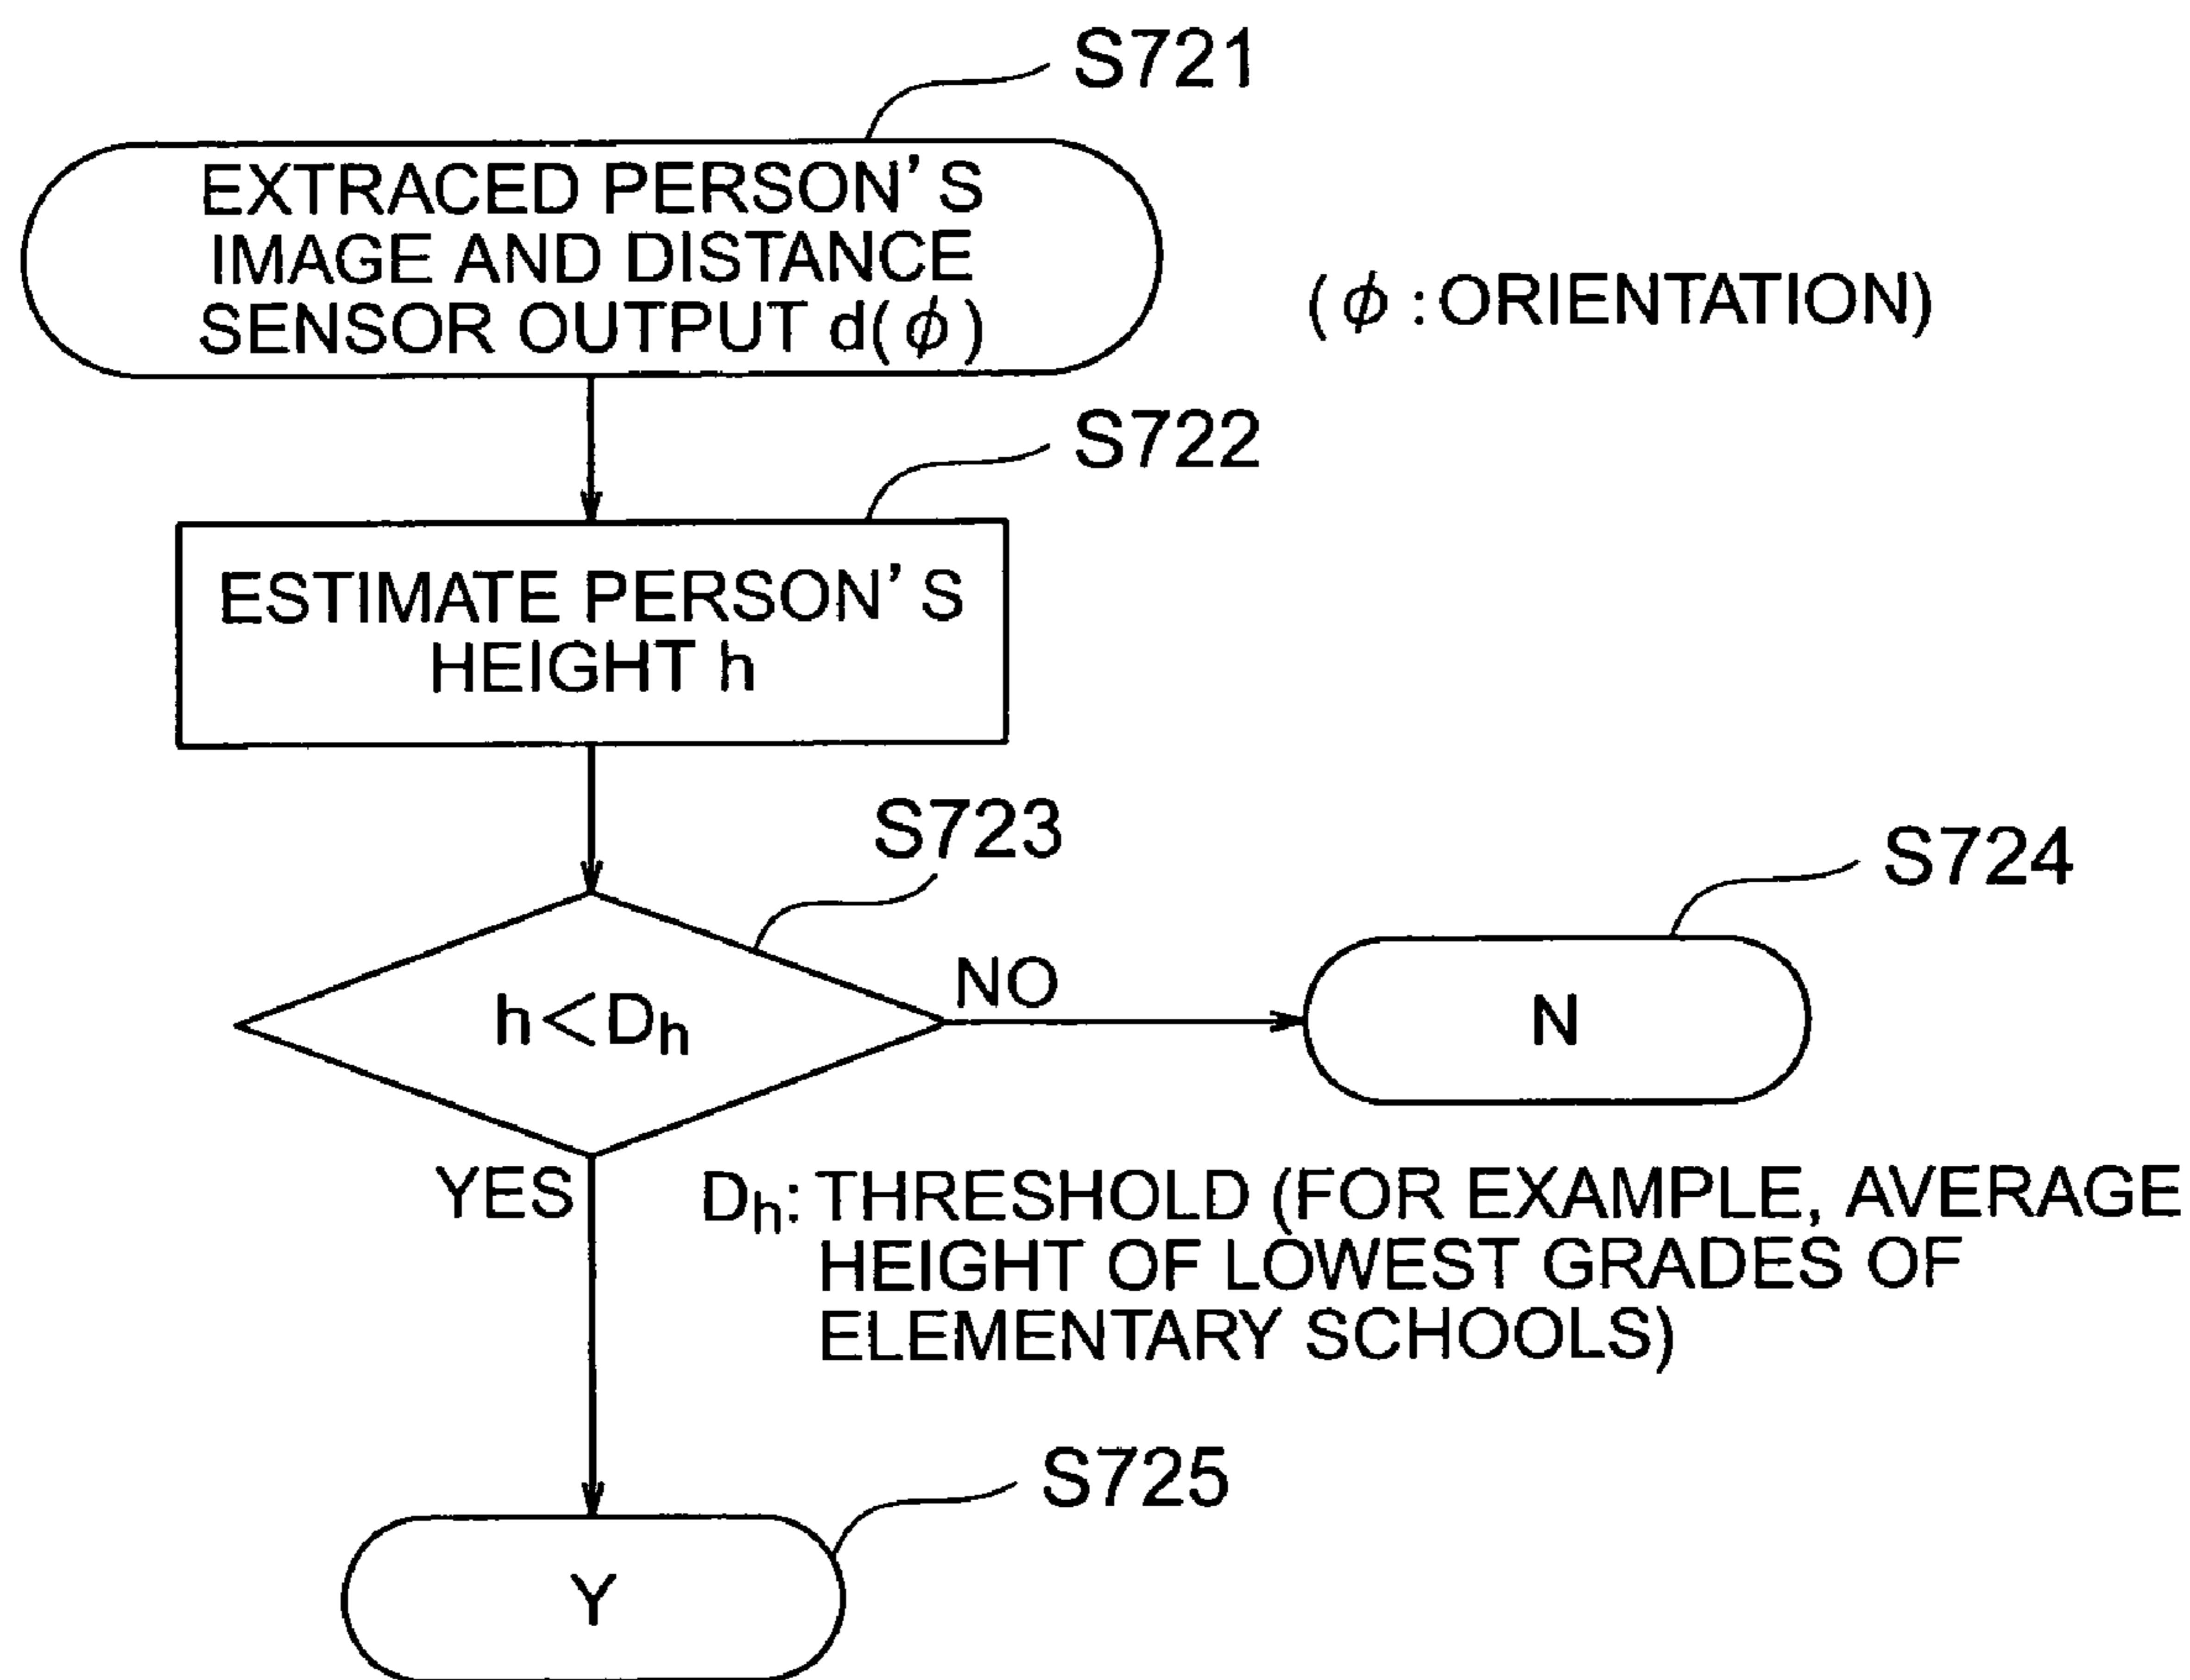 S721
EXTRACED PERSON'S
IMAGE AND DISTANCE
SENSOR OUTPUT d(ϕ)
(ϕ:ORIENTATION)
S722
ESTIMATE PERSON'S
HEIGHT h
S723
h<Dh
NO
S724
N
YES
Dh: THRESHOLD (FOR EXAMPLE, AVERAGE
HEIGHT OF LOWEST GRADES OF
ELEMENTARY SCHOOLS)
S725
Y